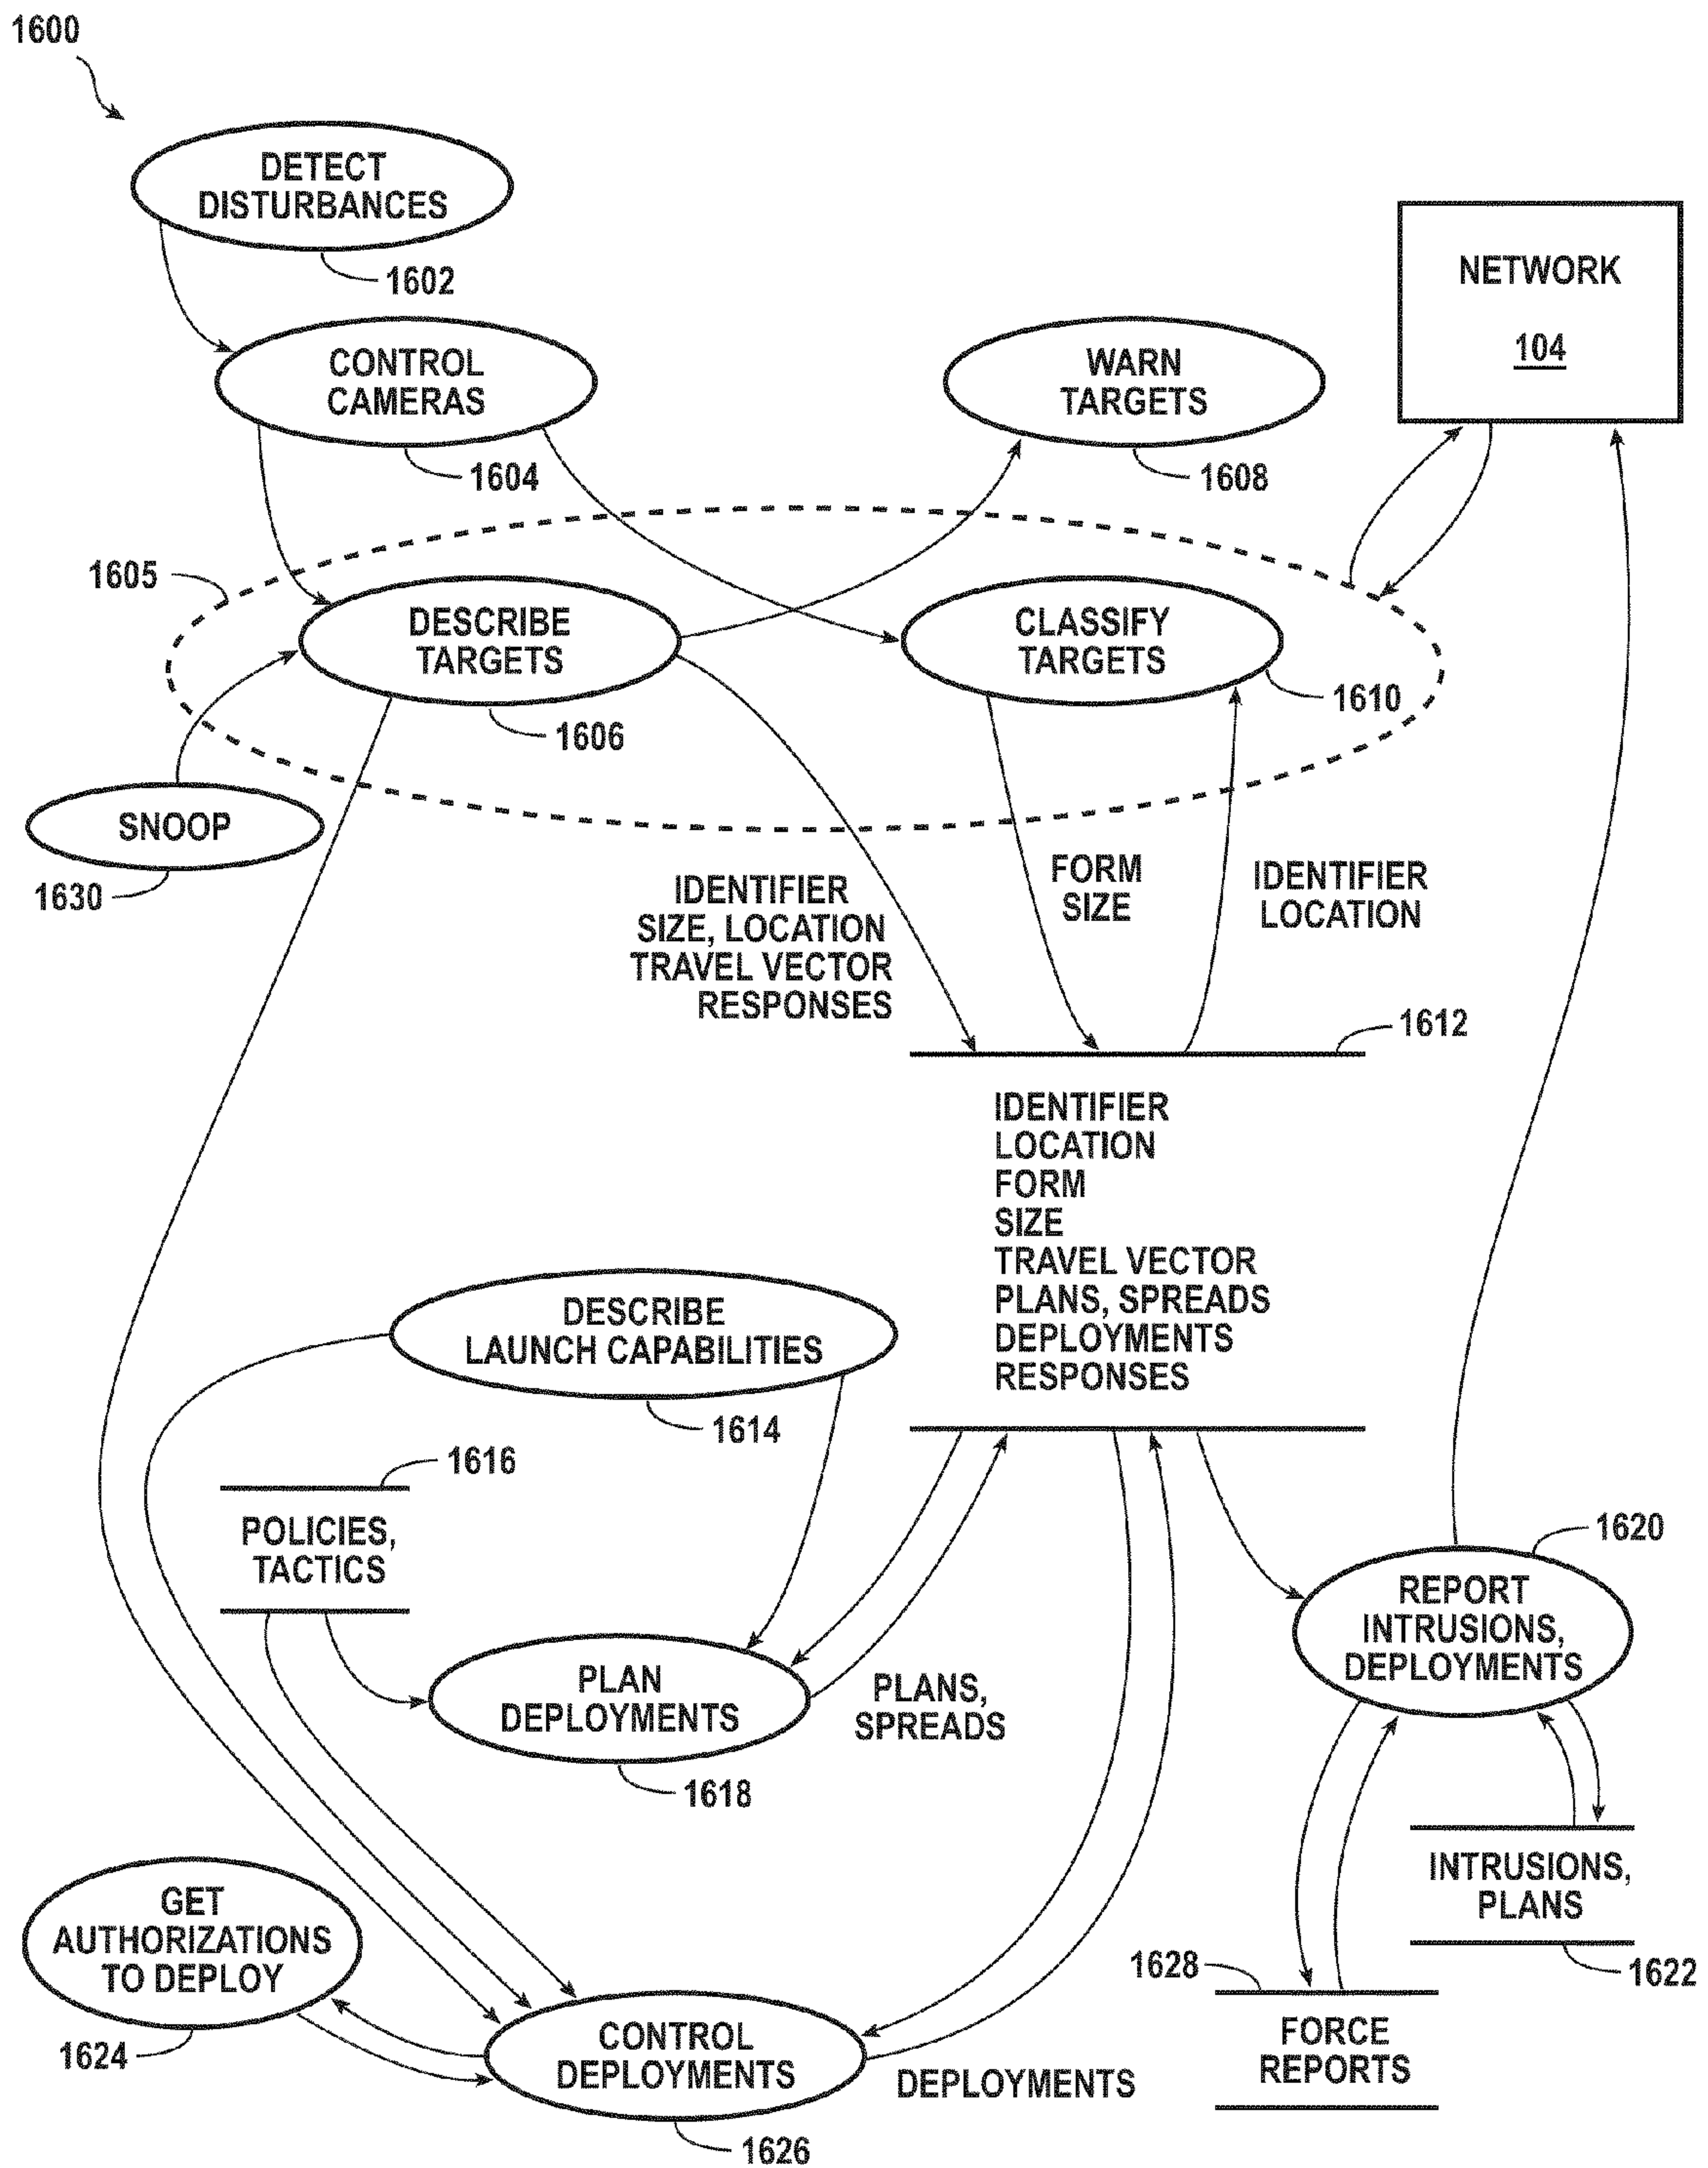 1600
DETECT
DISTURBANCES
1602
NETWORK
104
CONTROL
CAMERAS
1604
WARN
TARGETS
1608
1605
DESCRIBE
TARGETS
1606
CLASSIFY
TARGETS
1610
SNOOP
1630
IDENTIFIER
SIZE, LOCATION
TRAVEL VECTOR
RESPONSES
FORM
SIZE
IDENTIFIER
LOCATION
1612
IDENTIFIER
LOCATION
FORM
SIZE
TRAVEL VECTOR
PLANS, SPREADS
DEPLOYMENTS
RESPONSES
DESCRIBE
LAUNCH CAPABILITIES
1614
1616
POLICIES,
TACTICS
1620
REPORT
INTRUSIONS,
DEPLOYMENTS
PLAN
DEPLOYMENTS
1618
PLANS,
SPREADS
INTRUSIONS,
PLANS
1622
GET
AUTHORIZATIONS
TO DEPLOY
1624
1628
FORCE
REPORTS
CONTROL
DEPLOYMENTS
1626
DEPLOYMENTS